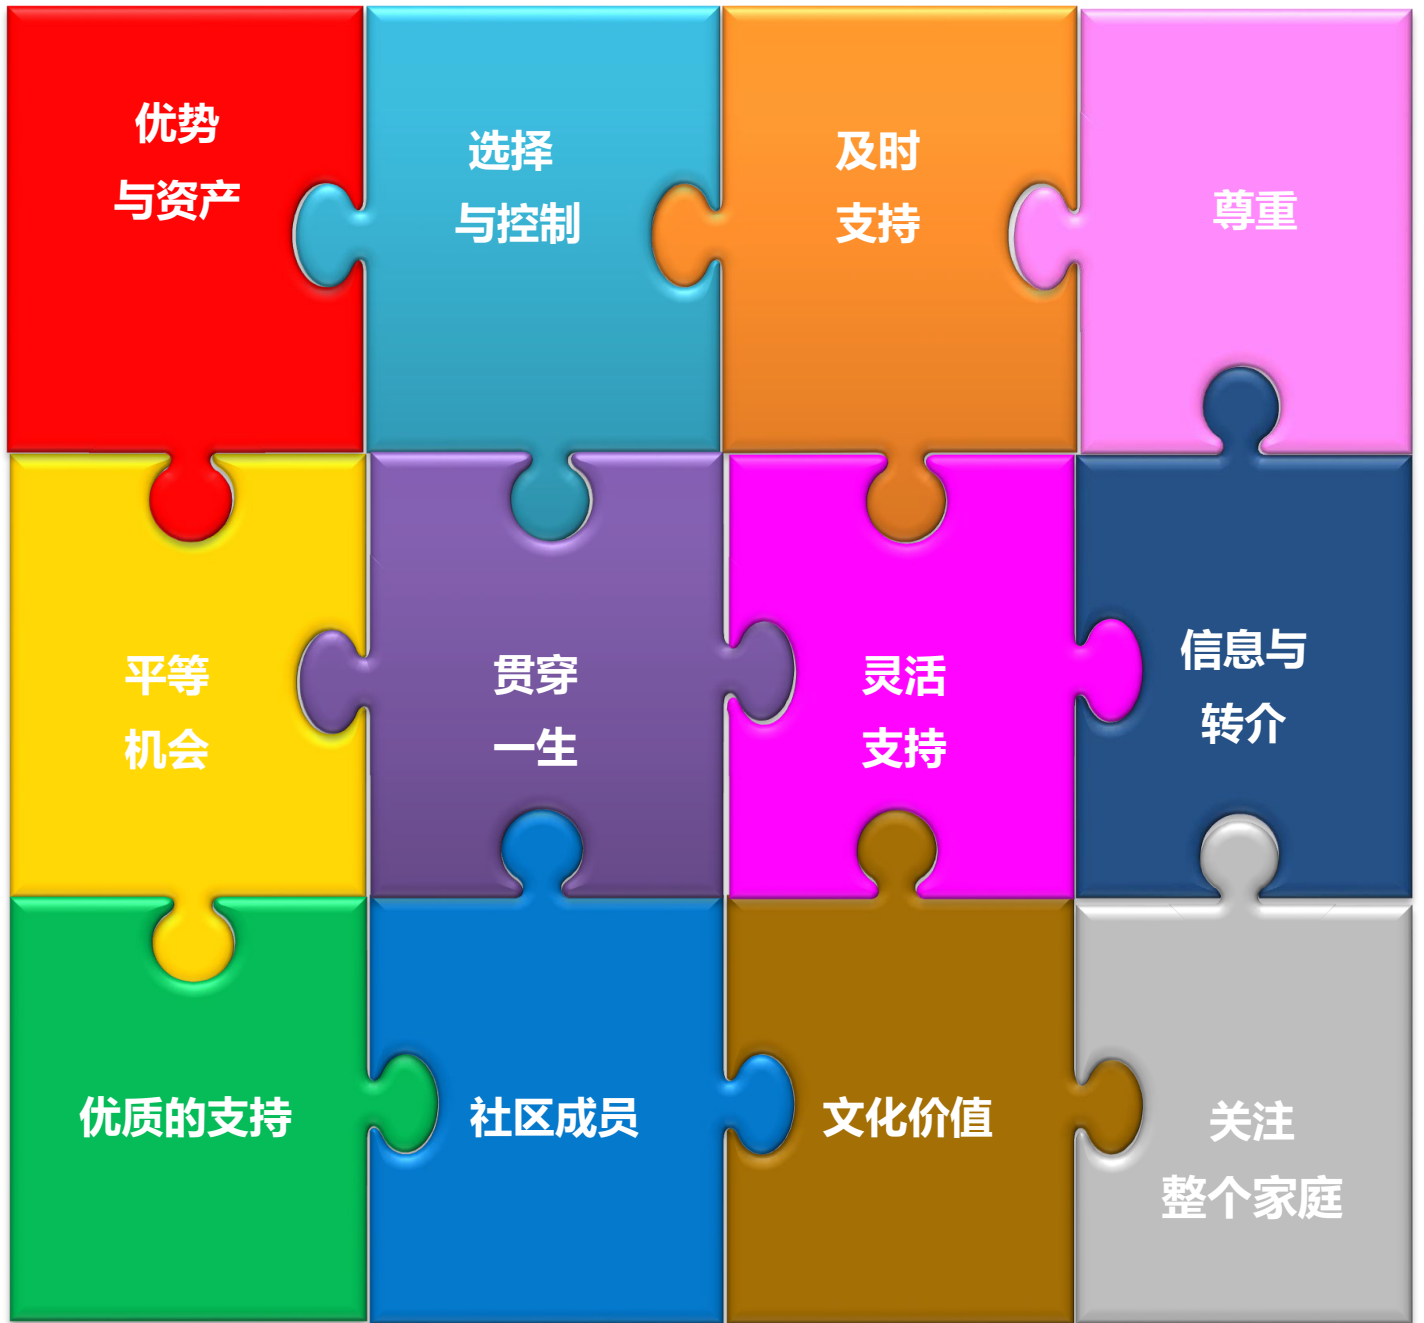 优势
与资产
选择
与控制
及时
支持
尊重
平等
机会
贯穿
一生
灵活
支持
信息与
转介
优质的支持
社区成员
文化价值
关注
整个家庭